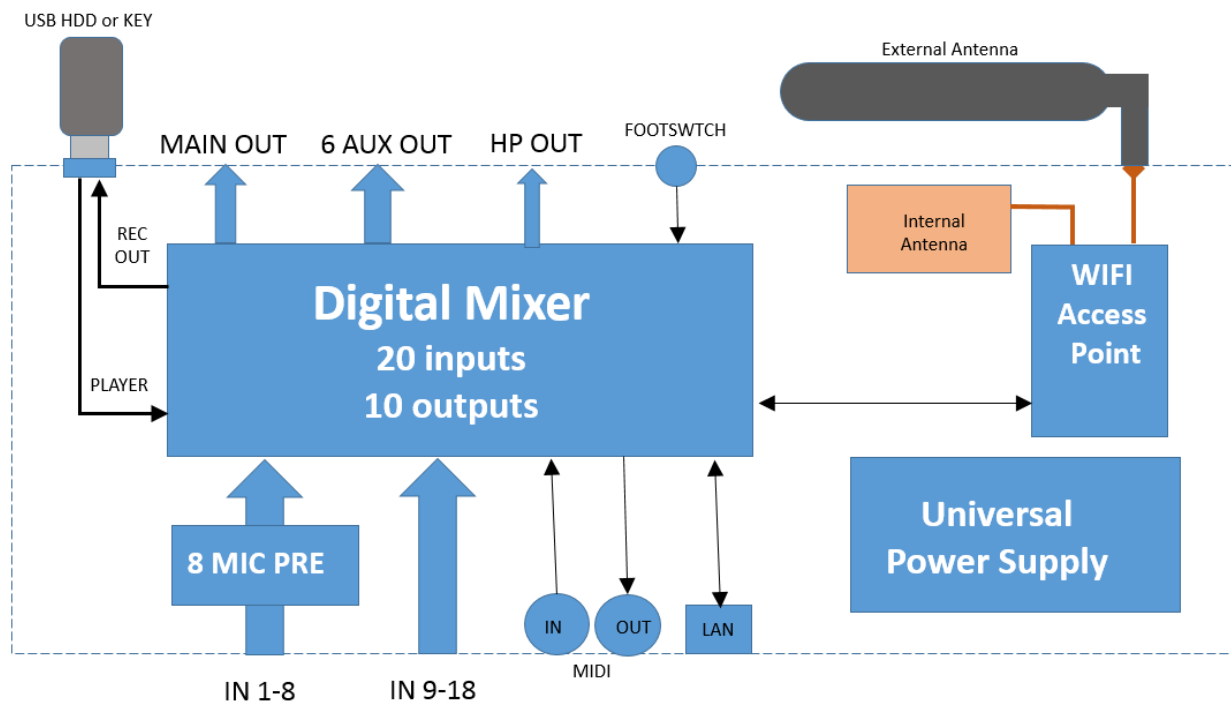 USB HDD or KEY
External Antenna
MAIN OUT
6 AUX OUT
HP OUT
FOOTSWTCH
REC
OUT
Internal
Antenna
Digital Mixer
20 inputs
10 outputs
WIFI
Access
Point
PLAYER
8 MIC PRE
Universal
Power Supply
IN
OUT
LAN
MIDI
IN 1-8
IN 9-18